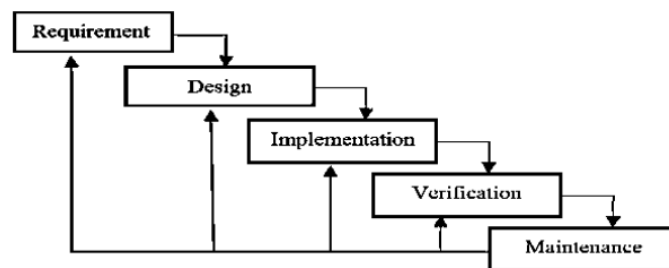 Requirement
Design
Implementation
Verification
Maintenance